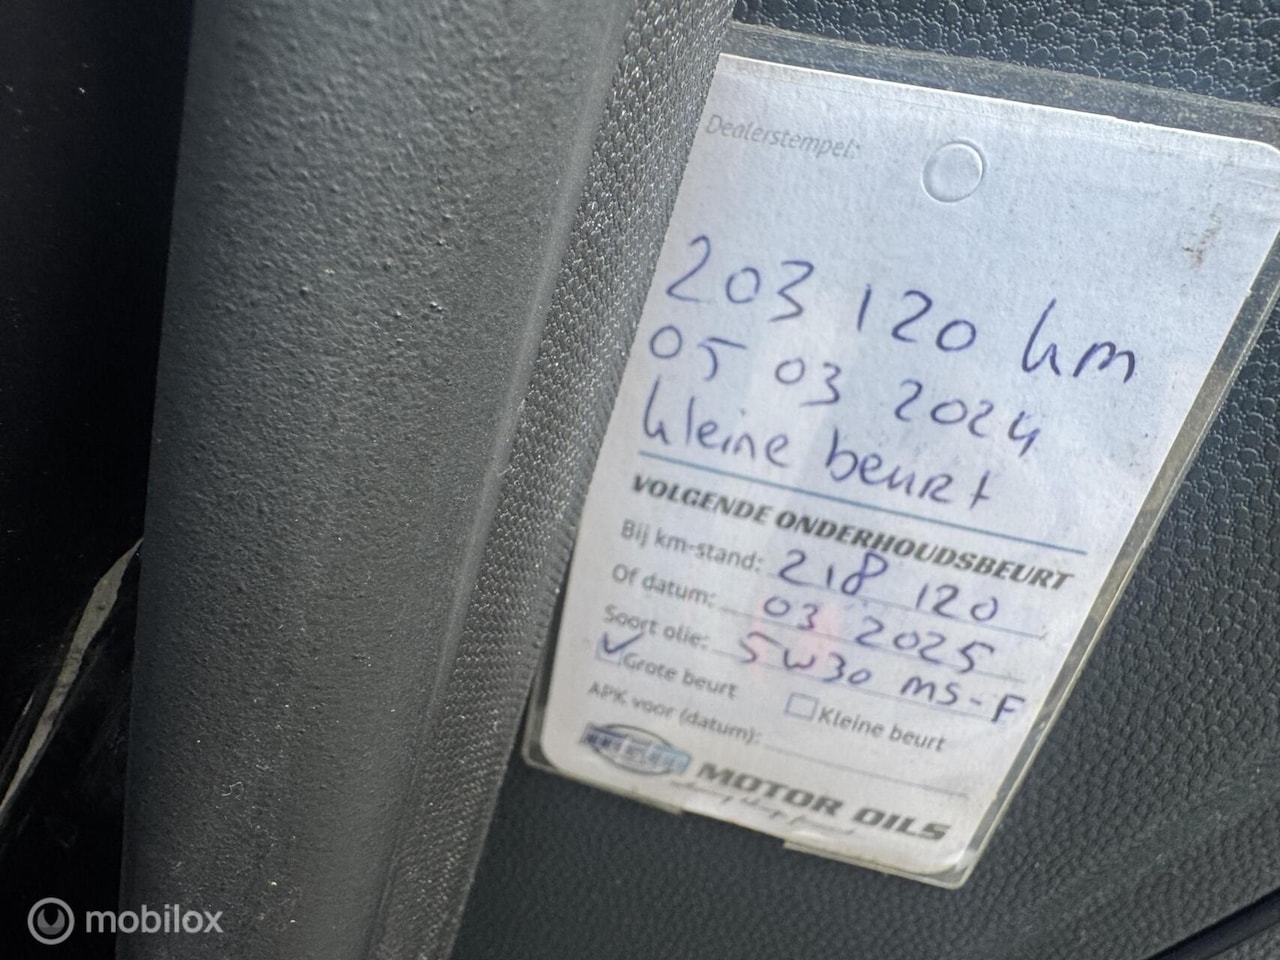 Dealerstempel:
203 120 km
05 03 2024
kleine beurt
VOLGENDE ONDERHOUDSBEURT
Bij km-stand: 218 120
Of datum: 03 2025
Soort olie: 5W30 MS-F
Grote beurt Kleine beurt
APK voor (datum):
MOTOR OILS
mobilox